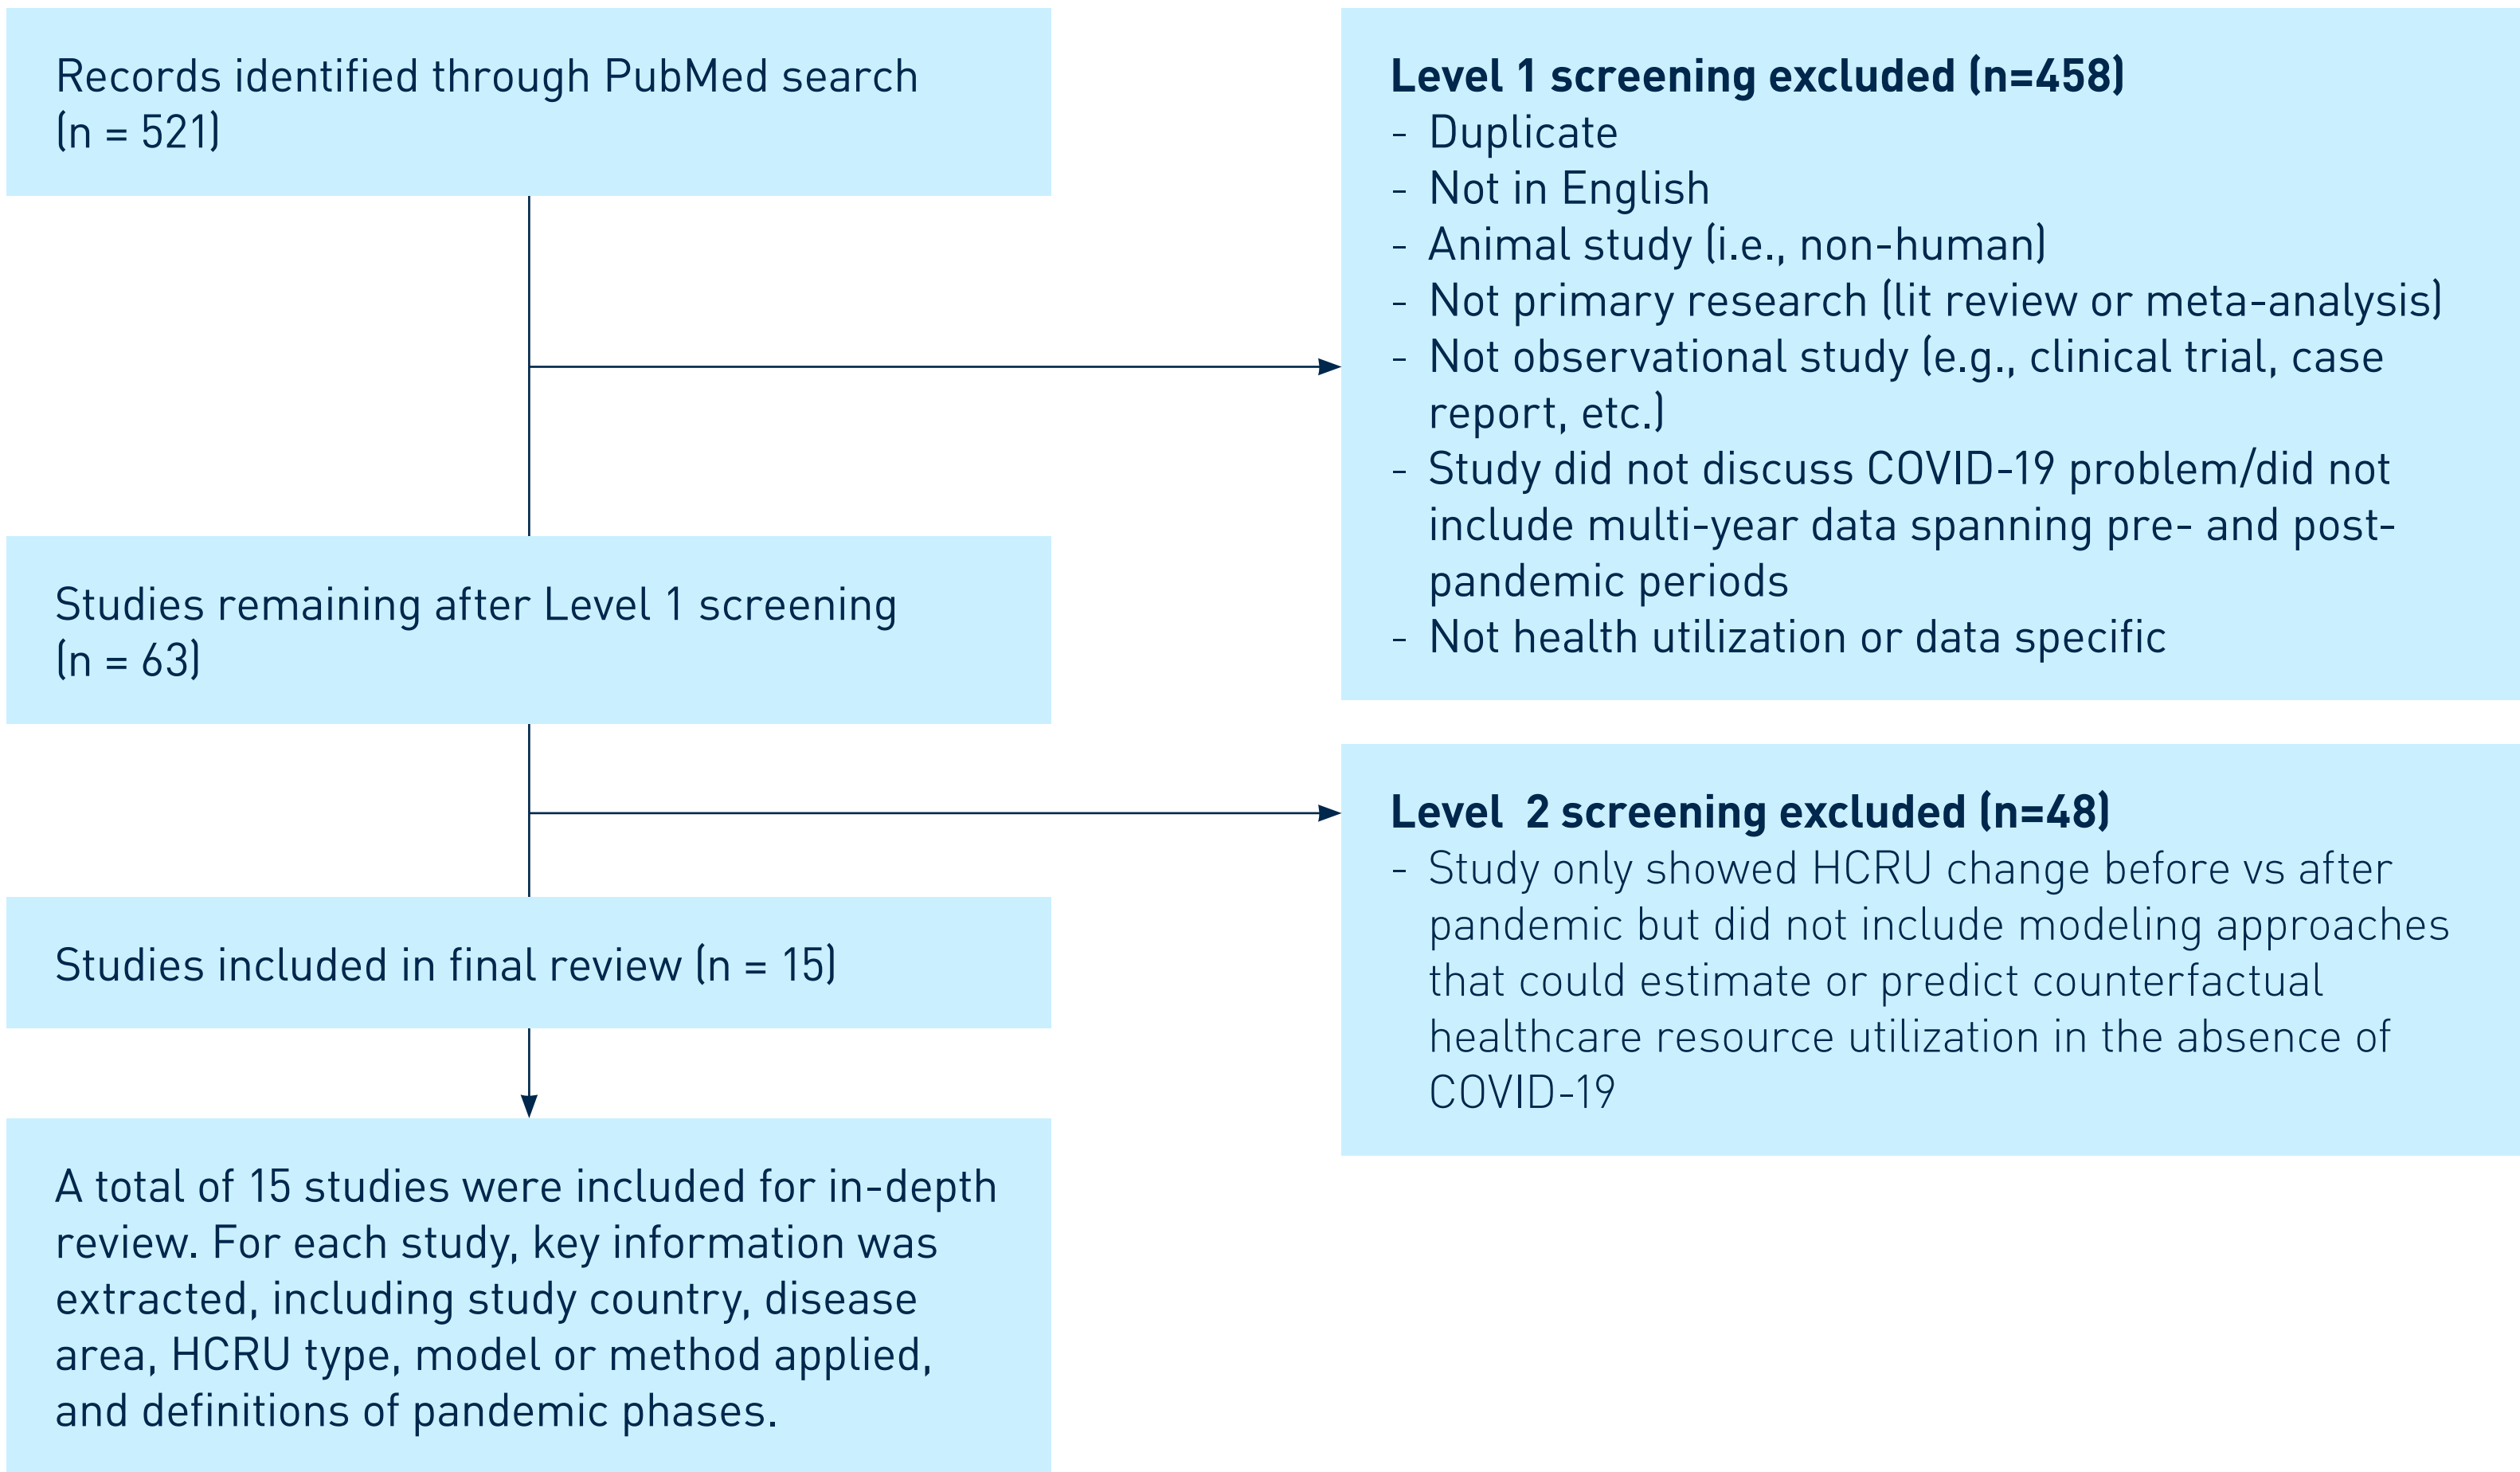 Records identified through PubMed search
(n = 521)
Level 1 screening excluded (n=458)
- Duplicate
- Not in English
- Animal study (i.e., non-human)
- Not primary research (lit review or meta-analysis)
- Not observational study (e.g., clinical trial, case
report, etc.)
- Study did not discuss COVID-19 problem/did not
include multi-year data spanning pre- and post-
pandemic periods
- Not health utilization or data specific
Studies remaining after Level 1 screening
(n = 63)
Level  2 screening excluded (n=48)
- Study only showed HCRU change before vs after
pandemic but did not include modeling approaches
that could estimate or predict counterfactual
healthcare resource utilization in the absence of
COVID-19
Studies included in final review (n = 15)
A total of 15 studies were included for in-depth
review. For each study, key information was
extracted, including study country, disease
area, HCRU type, model or method applied,
and definitions of pandemic phases.